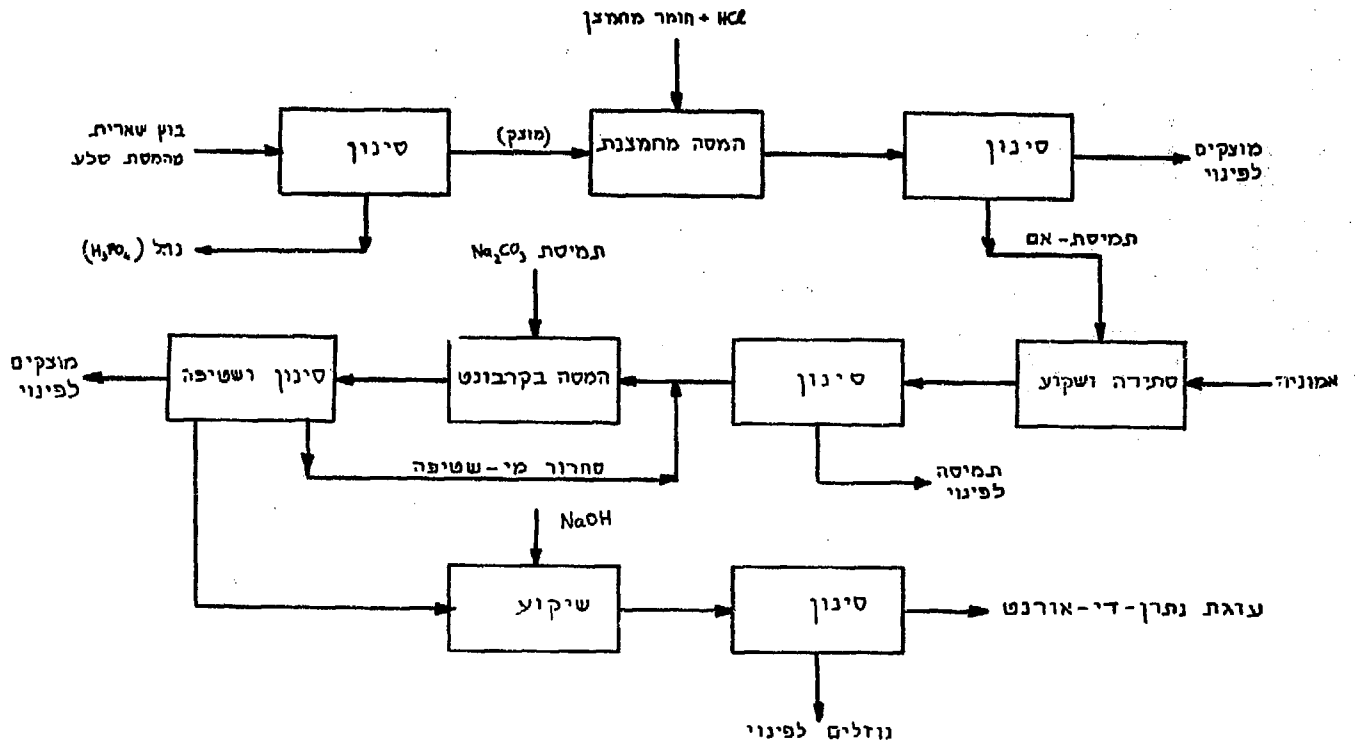 HCl + חומר מחמצן
בוץ שארית
מהמסת סלע
סינון
(מוצק)
המסה מחמצנת
סינון
מוצקים
לפינוי
נוזל (H₃PO₄)
תמיסת-אם
תמיסת Na₂CO₃
מוצקים
לפינוי
סינון ושטיפה
המסה בקרבונט
סינון
סתירה ושקוע
אמוניה
סחרור מי-שטיפה
תמיסה
לפינוי
NaOH
שיקוע
סינון
עוגת נתרן-די-אורנט
נוזלים לפינוי